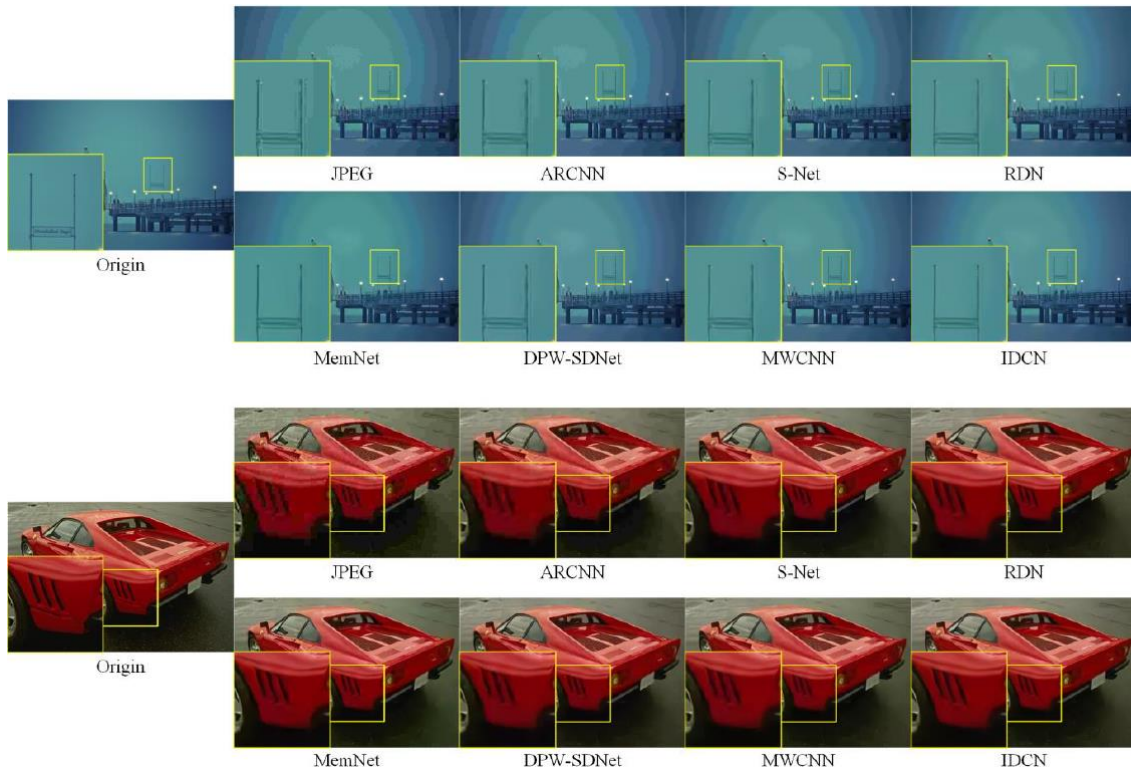 JPEG ARCNN S-Net RDN
Origin
MemNet DPW-SDNet MWCNN IDCN
JPEG ARCNN S-Net RDN
Origin
MemNet DPW-SDNet MWCNN IDCN